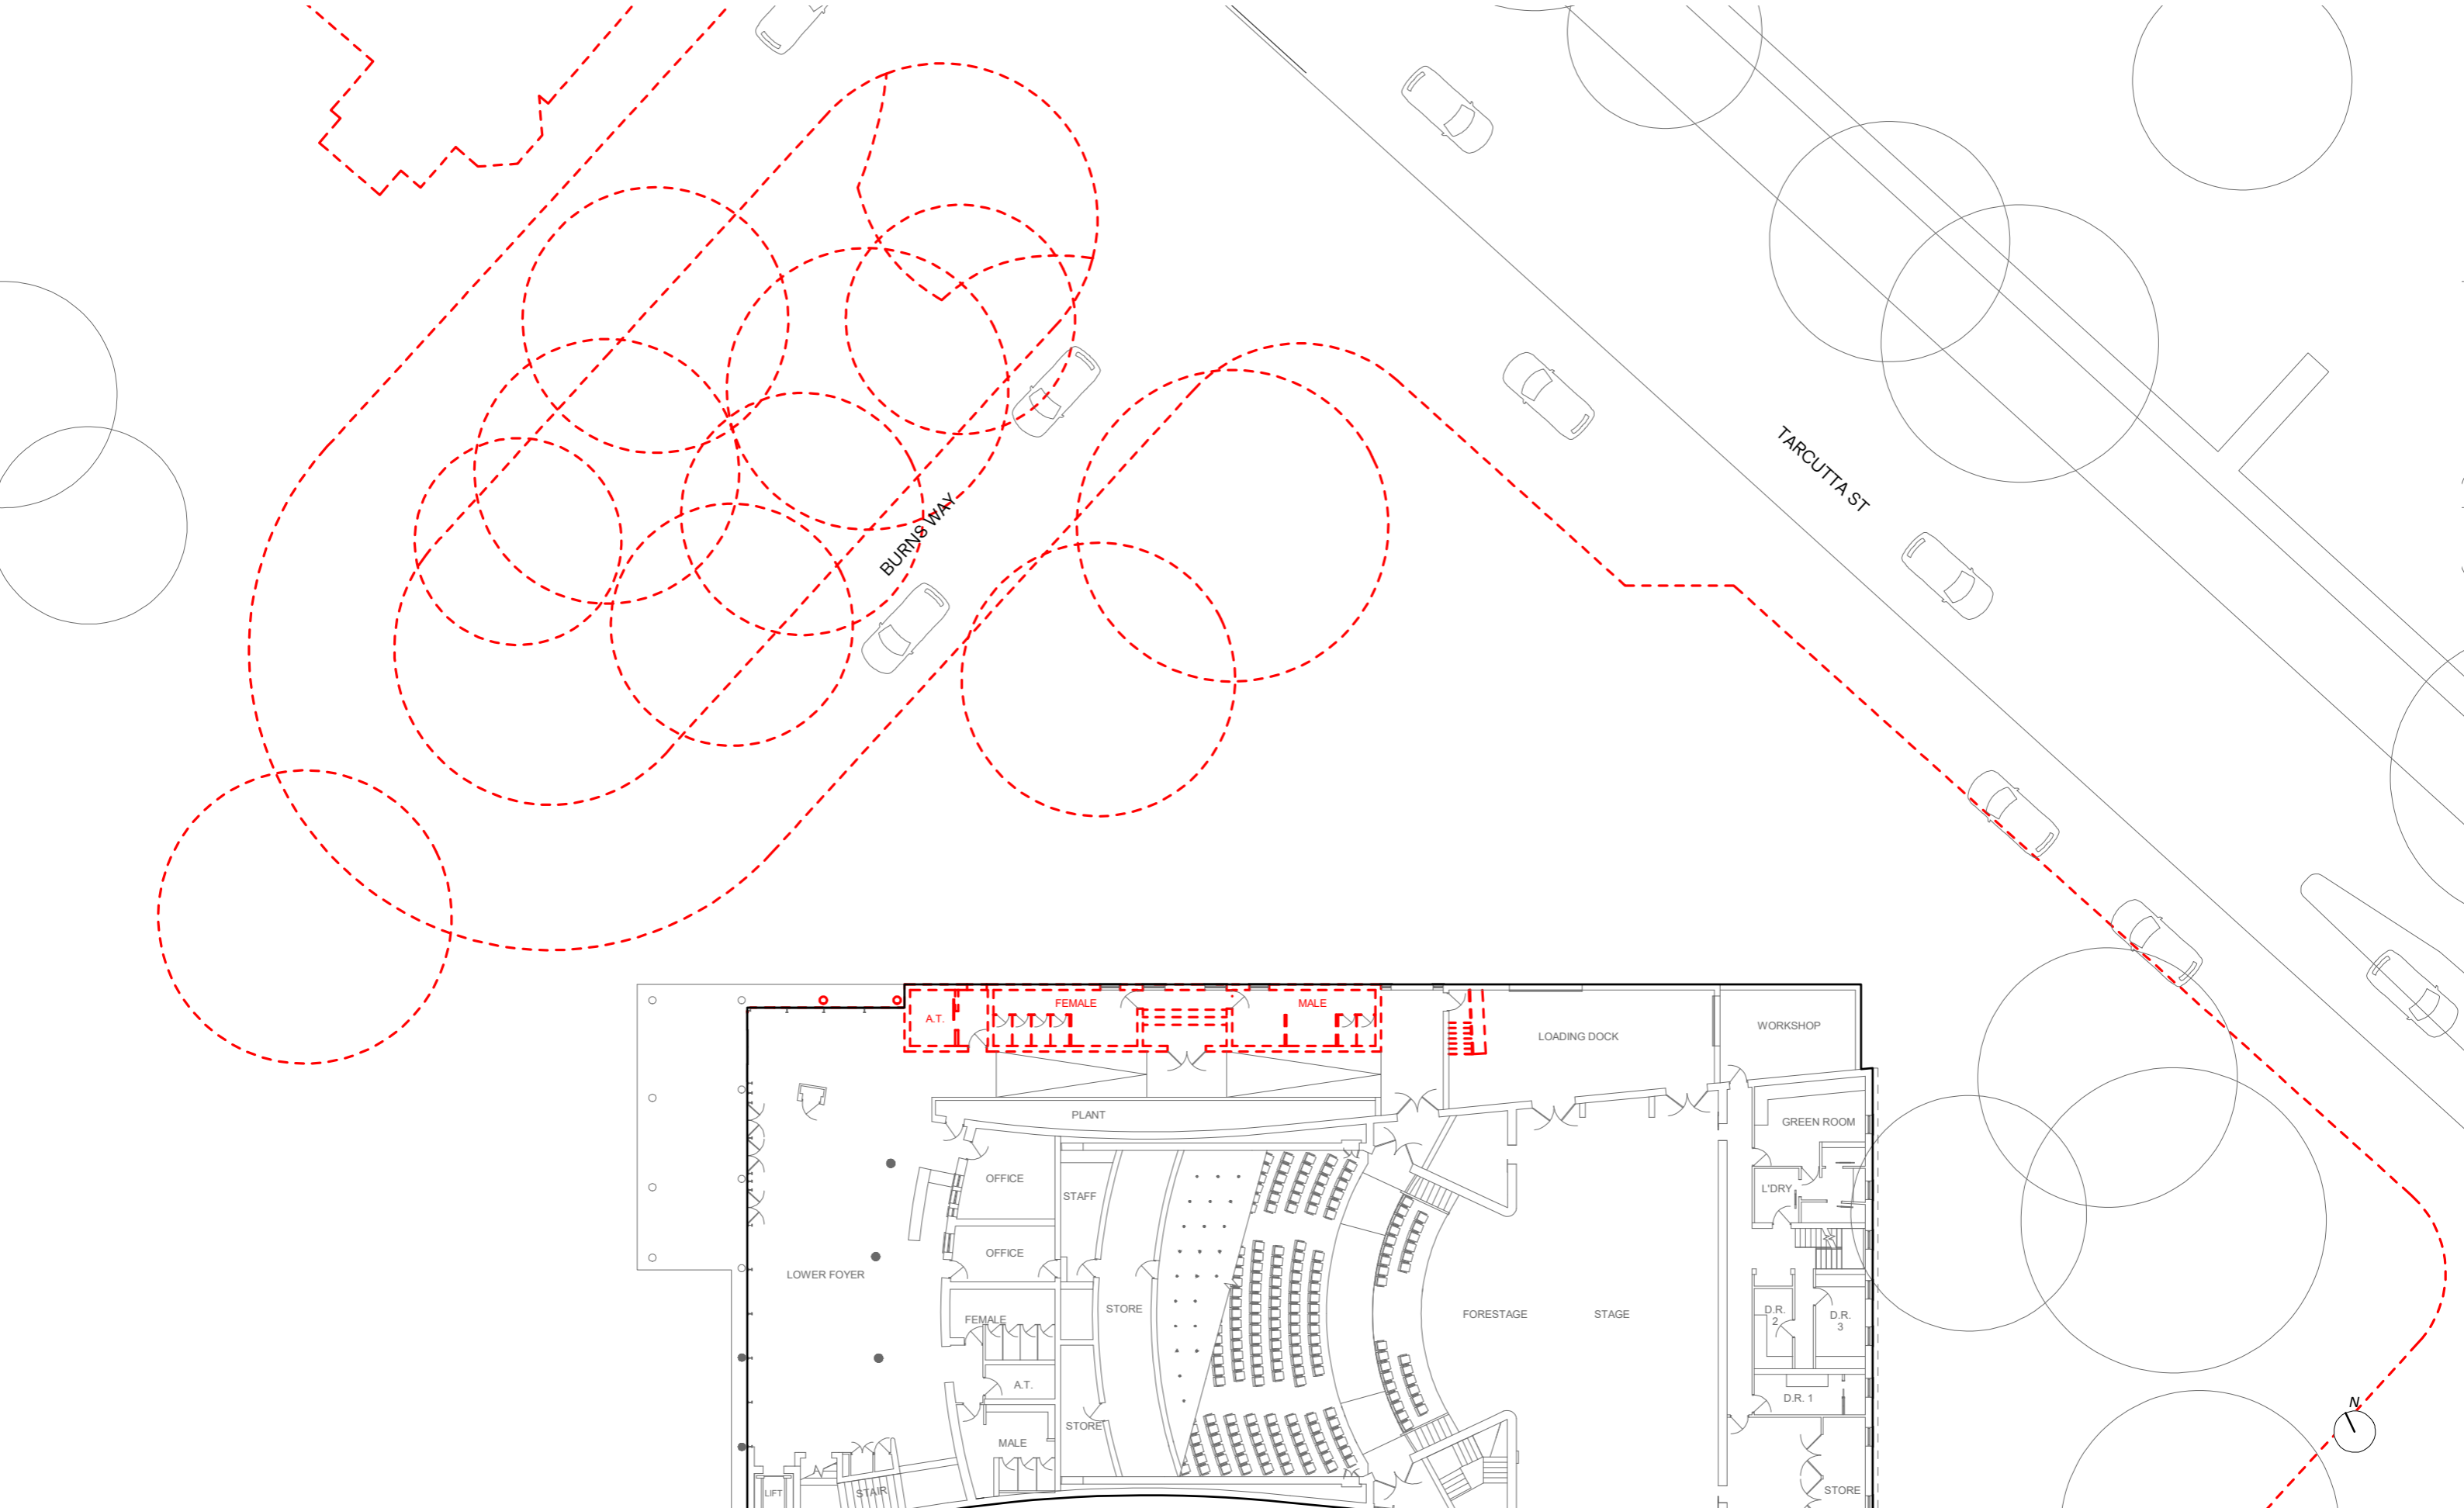 TARCUTTA ST
BURNS WAY
FEMALE
MALE
A.T.
WORKSHOP
LOADING DOCK
PLANT
GREEN ROOM
OFFICE
STAFF
L'DRY
OFFICE
LOWER FOYER
STORE
FEMALE
FORESTAGE
STAGE
D.R.
2
D.R.
3
A.T.
D.R. 1
N
STORE
MALE
LIFT
STAIR
STORE